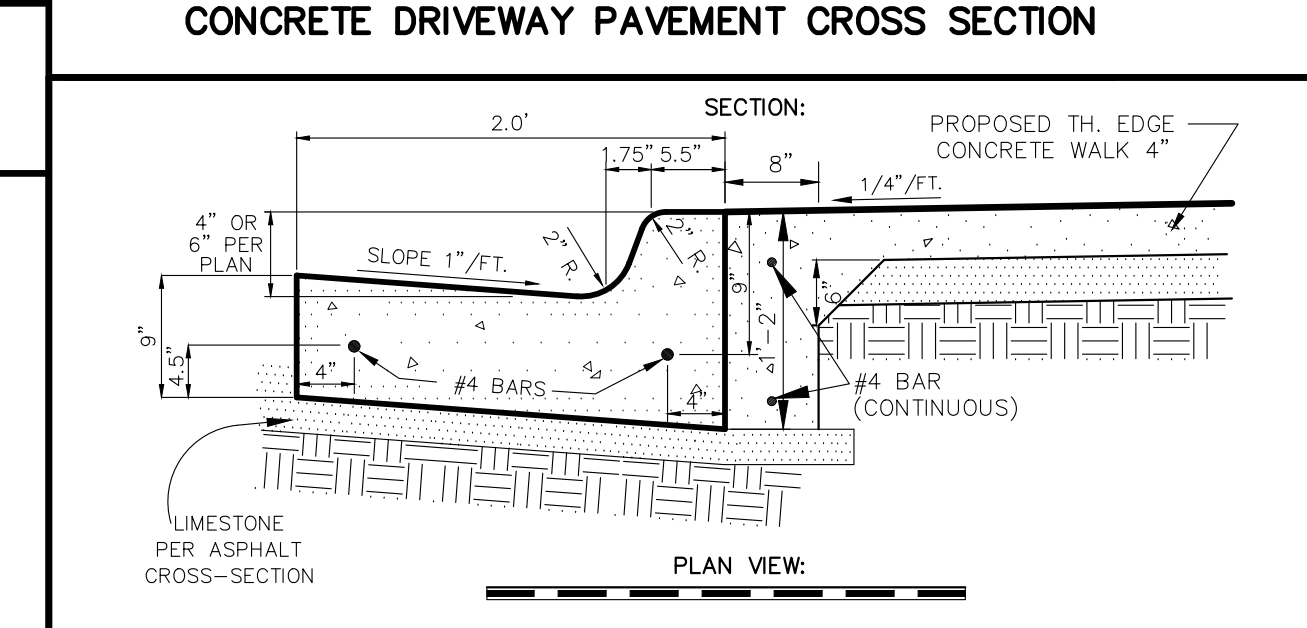 CONCRETE DRIVEWAY PAVEMENT CROSS SECTION
SECTION:
2.0'
1.75" 5.5"
8"
PROPOSED TH. EDGE
CONCRETE WALK 4"
1/4"/FT.
4" OR
6" PER
PLAN
SLOPE 1"/FT.
2" R.
2" R.
9"
6"
1'-2"
9"
4.5"
4"
#4 BARS
4"
#4 BAR
(CONTINUOUS)
LIMESTONE
PER ASPHALT
CROSS-SECTION
PLAN VIEW: